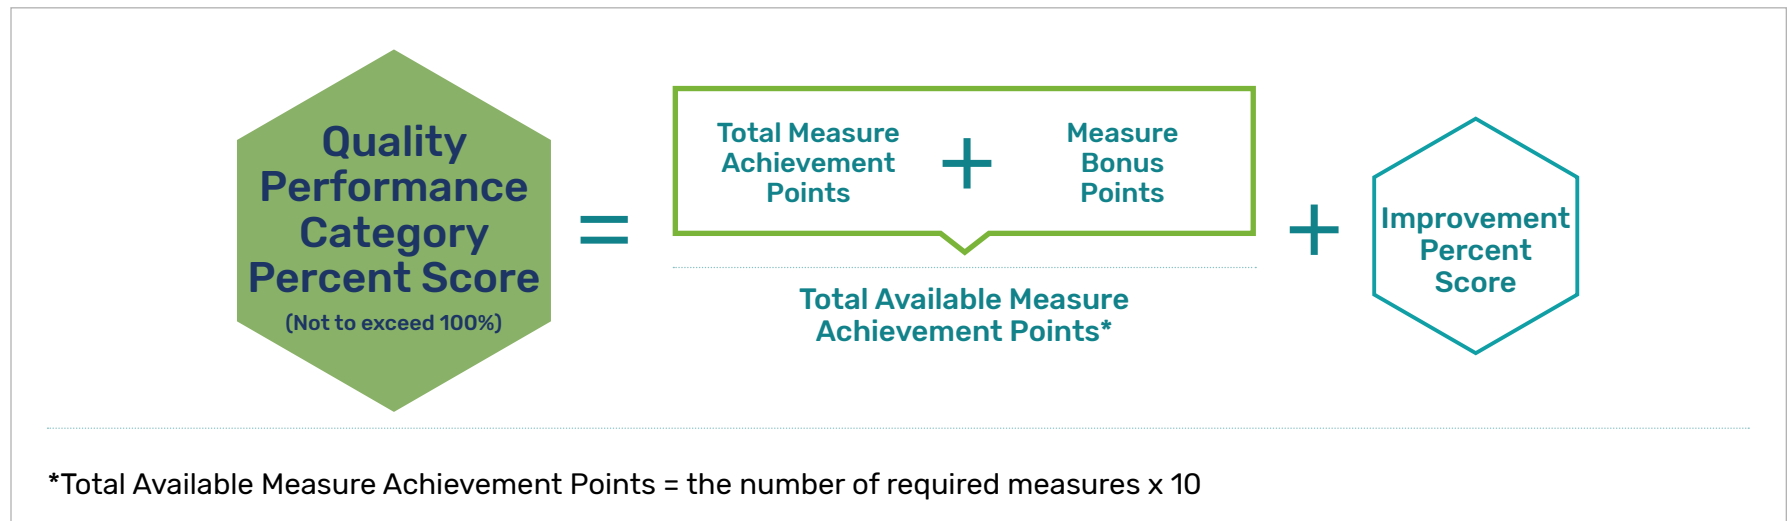 Quality
Performance
Category
Percent Score
(Not to exceed 100%)
=
Total Measure
Achievement
Points
+
Measure
Bonus
Points
Total Available Measure
Achievement Points*
+
Improvement
Percent
Score
*Total Available Measure Achievement Points = the number of required measures x 10